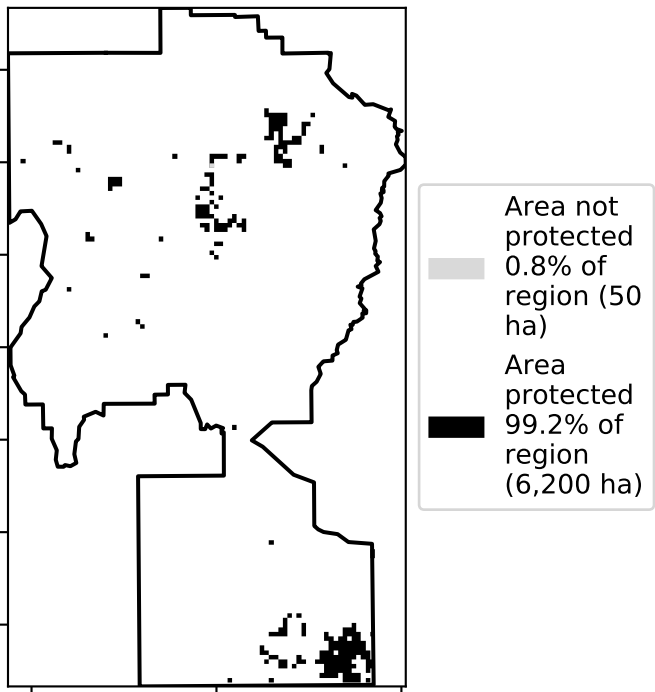 Area not
protected
0.8% of
region (50
ha)
Area
protected
99.2% of
region
(6,200 ha)